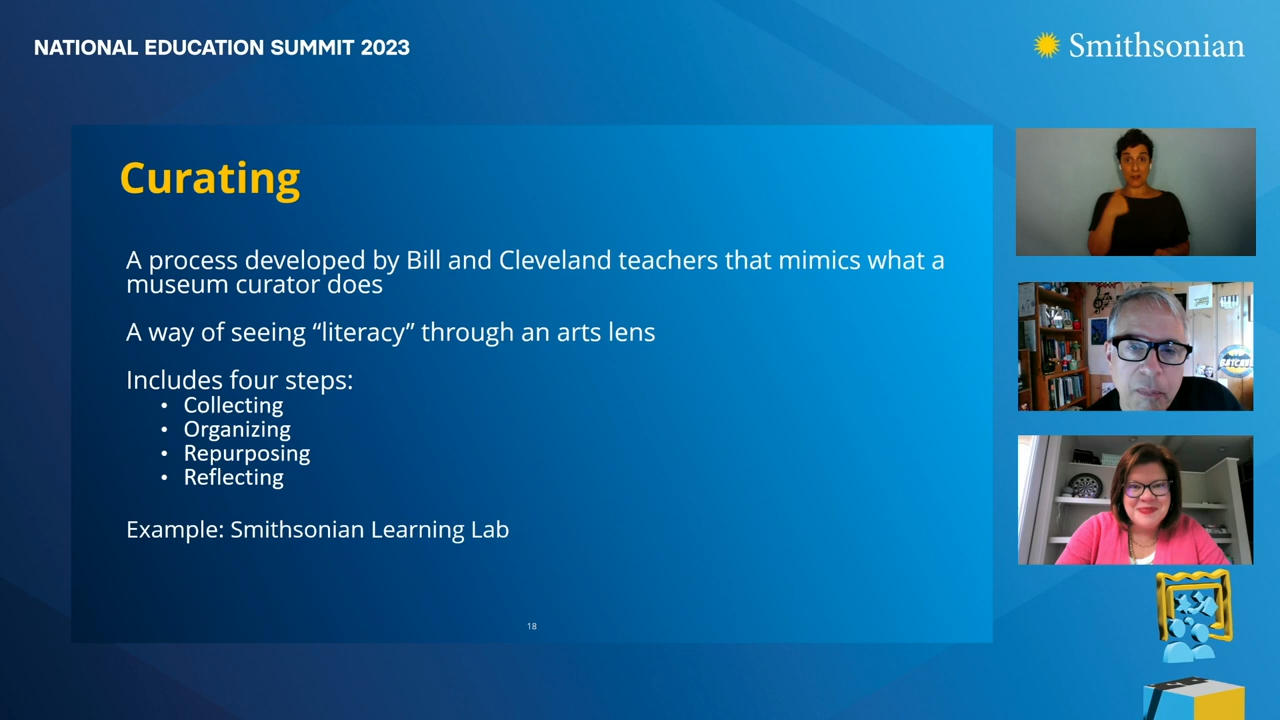 NATIONAL EDUCATION SUMMIT 2023
Smithsonian
Curating
A process developed by Bill and Cleveland teachers that mimics what a
museum curator does
A way of seeing “literacy” through an arts lens
Includes four steps:
• Collecting
• Organizing
• Repurposing
• Reflecting
Example: Smithsonian Learning Lab
18